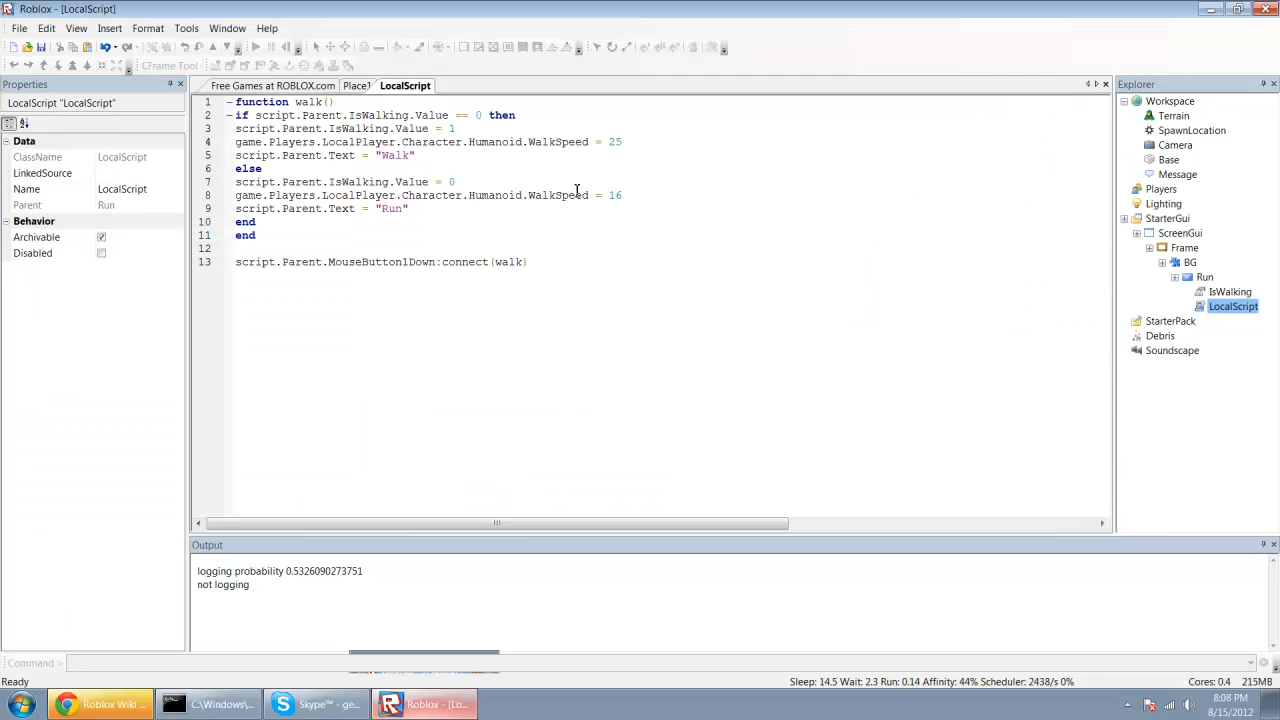 Roblox - [LocalScript]
File Edit View Insert Format Tools Window Help
CFrame Tool
Properties
LocalScript "LocalScript"
Data
ClassName LocalScript
LinkedSource
Name LocalScript
Parent Run
Behavior
Archivable
Disabled
Free Games at ROBLOX.com Place1 LocalScript
1 function walk()
2 if script.Parent.IsWalking.Value == 0 then
3 script.Parent.IsWalking.Value = 1
4 game.Players.LocalPlayer.Character.Humanoid.WalkSpeed = 25
5 script.Parent.Text = "Walk"
6 else
7 script.Parent.IsWalking.Value = 0
8 game.Players.LocalPlayer.Character.Humanoid.WalkSpeed = 16
9 script.Parent.Text = "Run"
10 end
11 end
12
13 script.Parent.MouseButton1Down:connect(walk)
Explorer
Workspace
Terrain
SpawnLocation
Camera
Base
Message
Players
Lighting
StarterGui
ScreenGui
Frame
BG
Run
IsWalking
LocalScript
StarterPack
Debris
Soundscape
Output
logging probability 0.5326090273751
not logging
Command >
Ready Sleep: 14.5 Wait: 2.3 Run: 0.14 Affinity: 44% Scheduler: 2438/s 0% Cores: 0.4 215MB
Roblox Wiki ... C:\Windows\... Skype™ - ge... Roblox - [Lo...
8:08 PM
8/15/2012